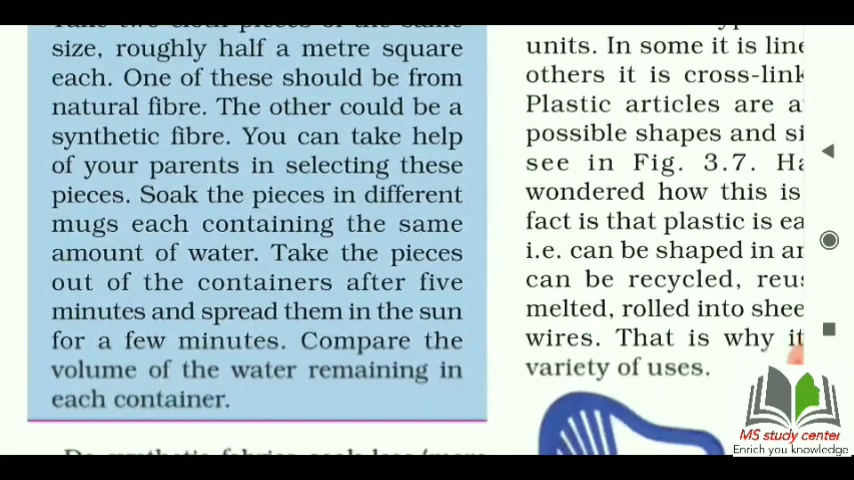 size, roughly half a metre square
each. One of these should be from
natural fibre. The other could be a
synthetic fibre. You can take help
of your parents in selecting these
pieces. Soak the pieces in different
mugs each containing the same
amount of water. Take the pieces
out of the containers after five
minutes and spread them in the sun
for a few minutes. Compare the
volume of the water remaining in
each container.
units. In some it is line
others it is cross-link
Plastic articles are a
possible shapes and si
see in Fig. 3.7. Ha
wondered how this is
fact is that plastic is ea
i.e. can be shaped in an
can be recycled, reus
melted, rolled into shee
wires. That is why it
variety of uses.
MS study center
Enrich you knowledge